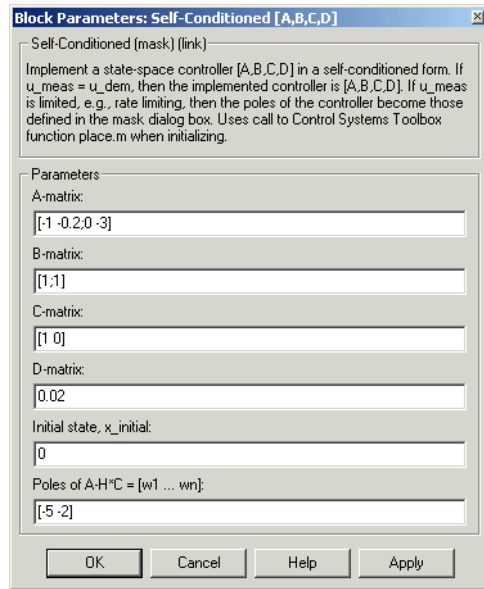 Block Parameters: Self-Conditioned [A,B,C,D]
Self-Conditioned (mask) (link)
Implement a state-space controller [A,B,C,D] in a self-conditioned form. If
u_meas = u_dem, then the implemented controller is [A,B,C,D]. If u_meas
is limited, e.g., rate limiting, then the poles of the controller become those
defined in the mask dialog box. Uses call to Control Systems Toolbox
function place.m when initializing.
Parameters
A-matrix:
[-1 -0.2;0 -3]
B-matrix:
[1;1]
C-matrix:
[1 0]
D-matrix:
0.02
Initial state, x_initial:
0
Poles of A-H*C = [w1 ... wn]:
[-5 -2]
OK Cancel Help Apply